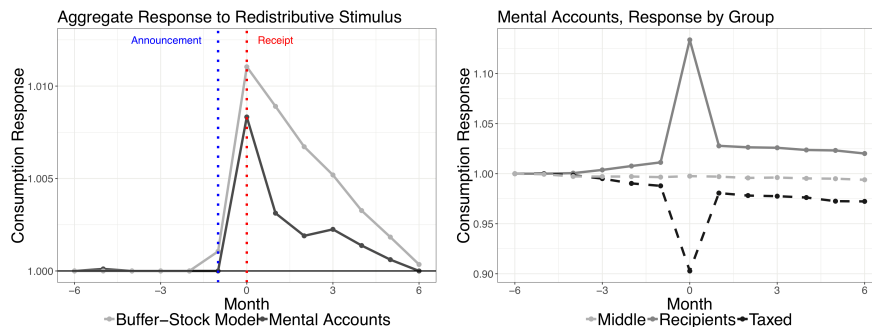 Aggregate Response to Redistributive Stimulus
Announcement
Receipt
Consumption Response
1.010
1.005
1.000
-6
-3
0
3
6
Month
Buffer-Stock Model
Mental Accounts
Mental Accounts, Response by Group
Consumption Response
1.10
1.05
1.00
0.95
0.90
-6
-3
0
3
6
Month
Middle
Recipients
Taxed